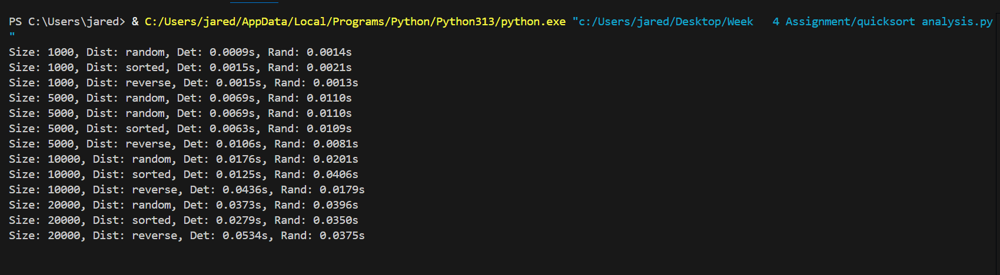 PS C:\Users\jared> & C:/Users/jared/AppData/Local/Programs/Python/Python313/python.exe "c:/Users/jared/Desktop/Week   4 Assignment/quicksort analysis.py
"
Size: 1000, Dist: random, Det: 0.0009s, Rand: 0.0014s
Size: 1000, Dist: sorted, Det: 0.0015s, Rand: 0.0021s
Size: 1000, Dist: reverse, Det: 0.0015s, Rand: 0.0013s
Size: 5000, Dist: random, Det: 0.0069s, Rand: 0.0110s
Size: 5000, Dist: random, Det: 0.0069s, Rand: 0.0110s
Size: 5000, Dist: sorted, Det: 0.0063s, Rand: 0.0109s
Size: 5000, Dist: reverse, Det: 0.0106s, Rand: 0.0081s
Size: 10000, Dist: random, Det: 0.0176s, Rand: 0.0201s
Size: 10000, Dist: sorted, Det: 0.0125s, Rand: 0.0406s
Size: 10000, Dist: reverse, Det: 0.0436s, Rand: 0.0179s
Size: 20000, Dist: random, Det: 0.0373s, Rand: 0.0396s
Size: 20000, Dist: sorted, Det: 0.0279s, Rand: 0.0350s
Size: 20000, Dist: reverse, Det: 0.0534s, Rand: 0.0375s